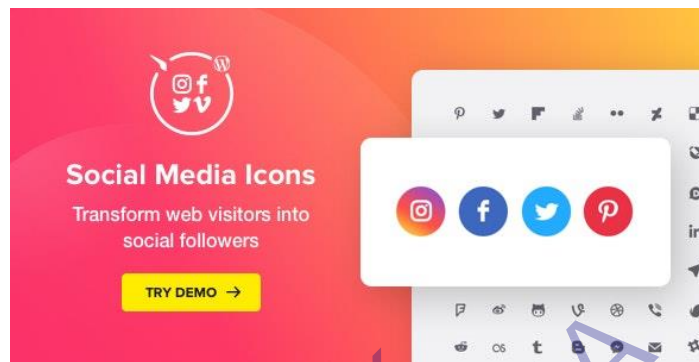 Social Media Icons
Transform web visitors into
social followers
TRY DEMO →